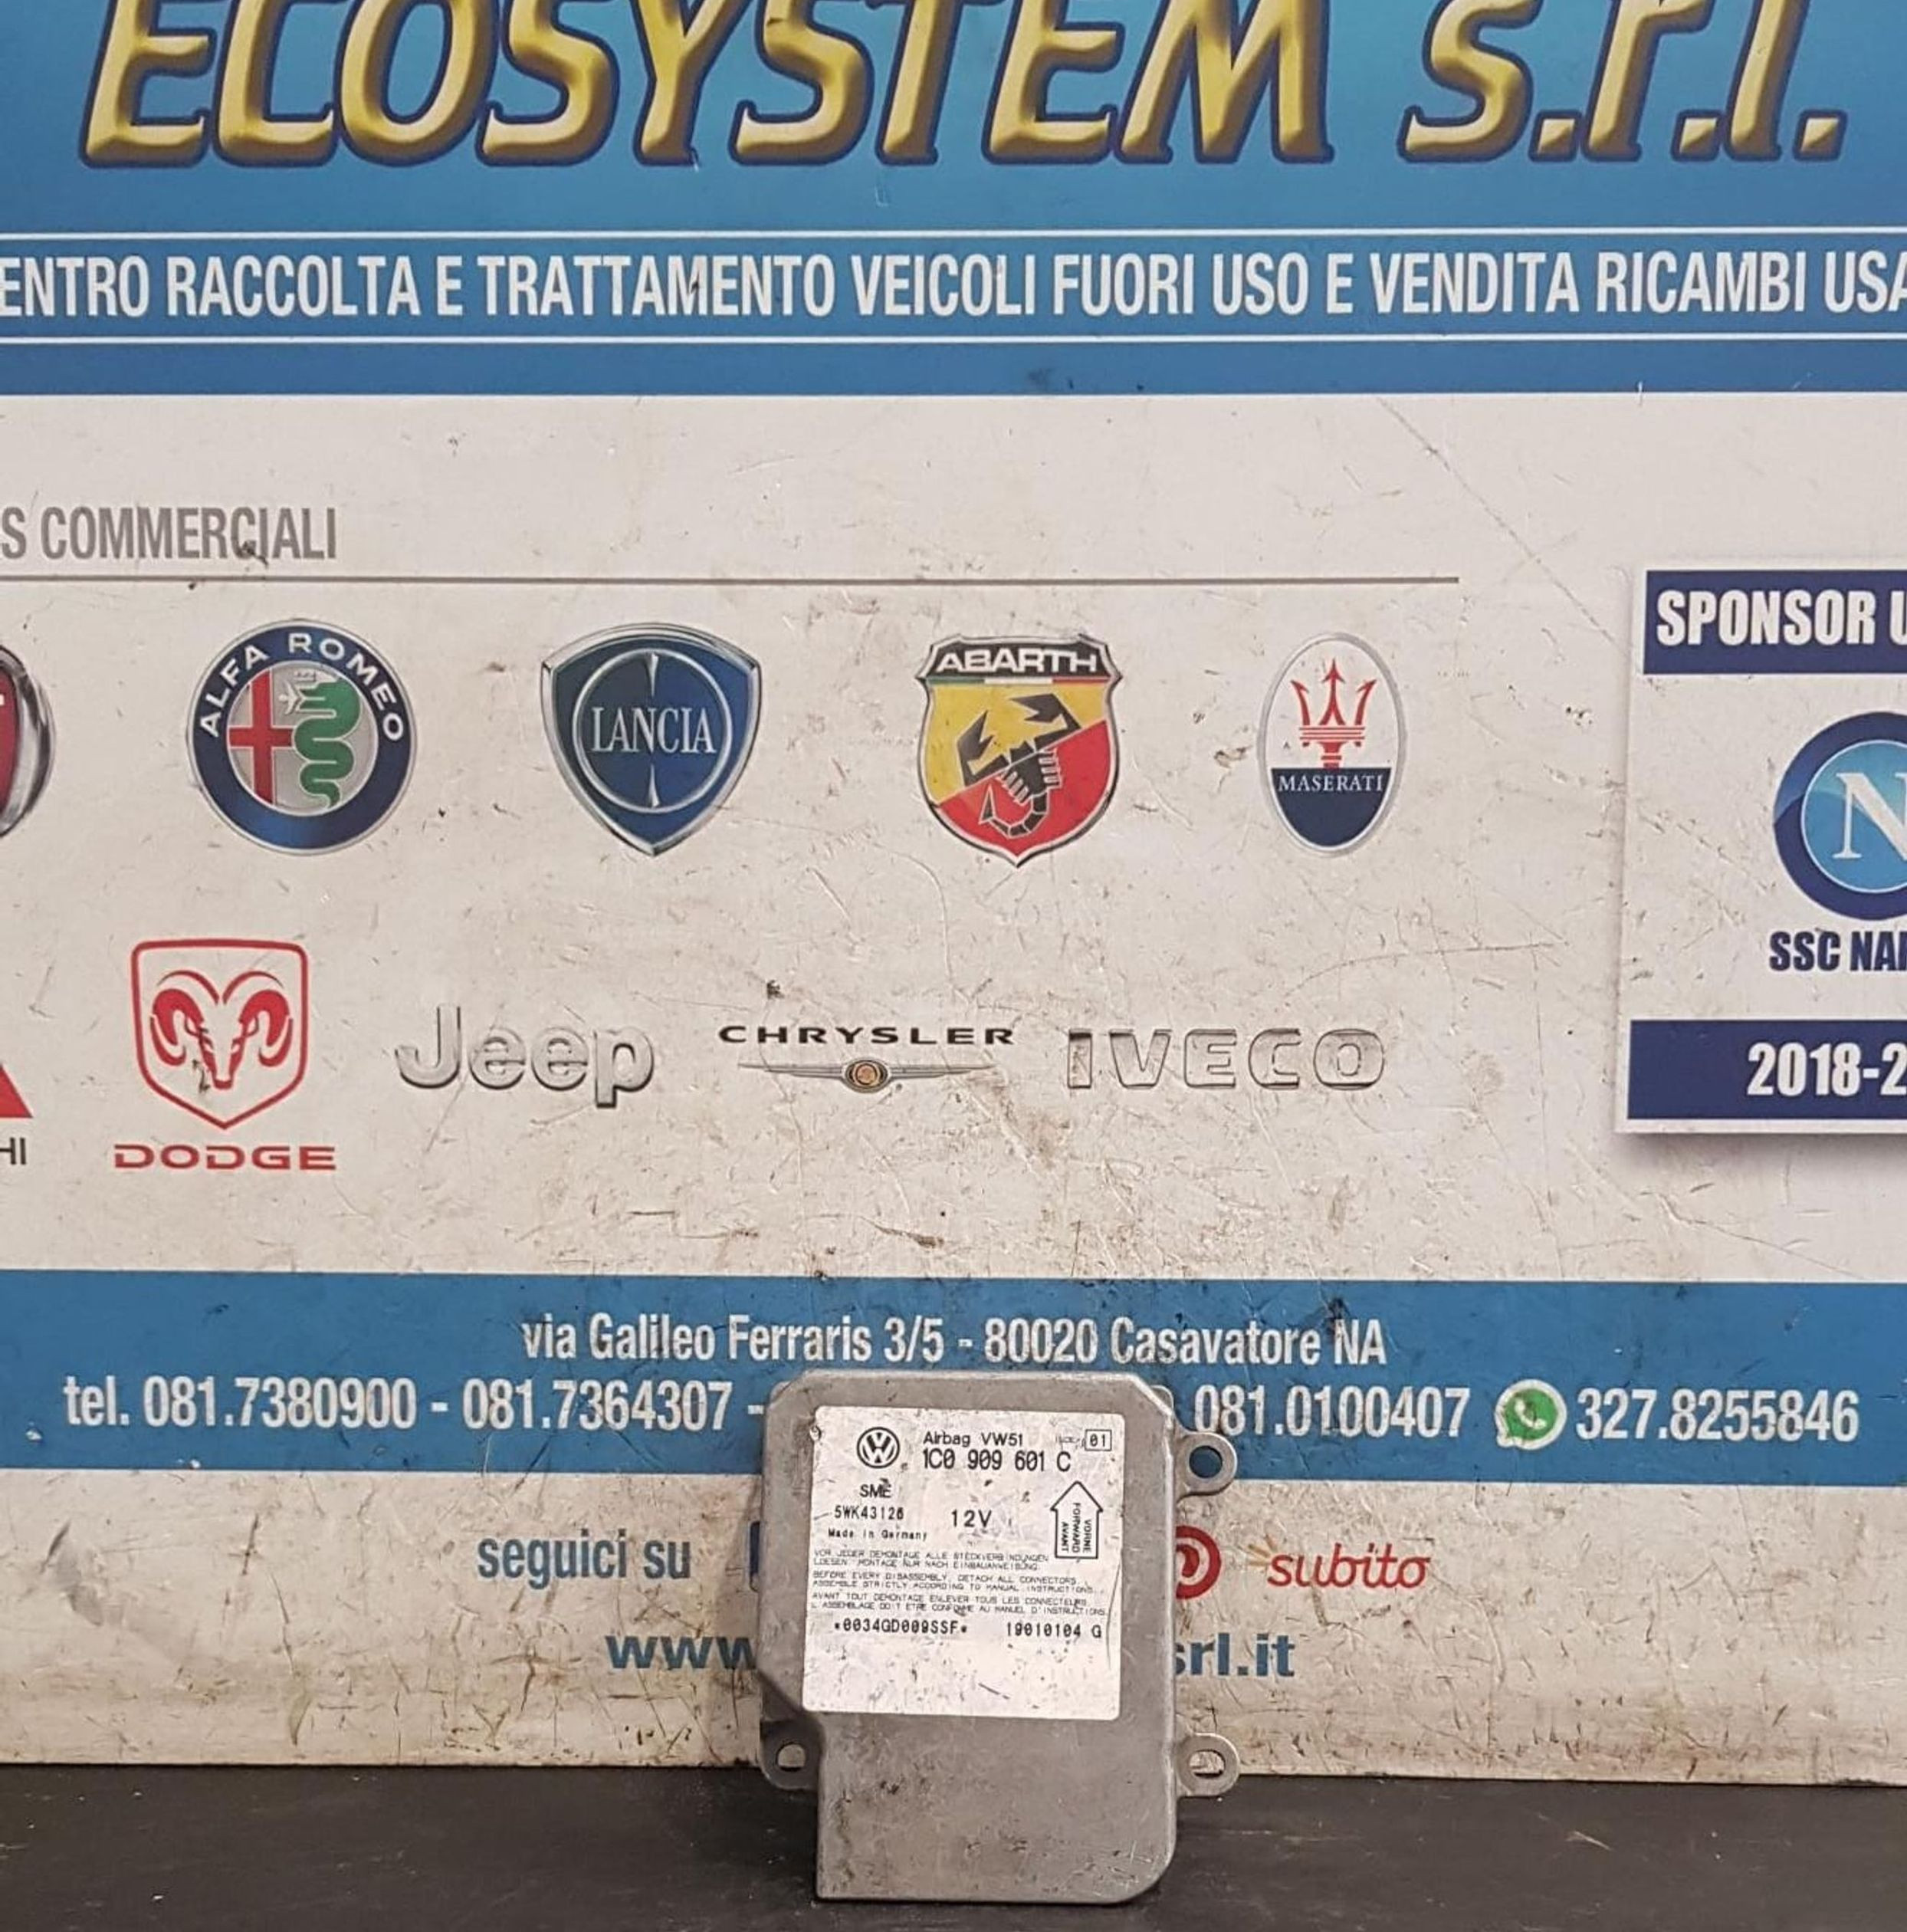 ECOSYSTEM s.r.l.
ENTRO RACCOLTA E TRATTAMENTO VEICOLI FUORI USO E VENDITA RICAMBI USA
S COMMERCIALI
SPONSOR U
ALFA ROMEO
LANCIA
ABARTH
MASERATI
N
SSC NAP
2018-2
HI
DODGE
Jeep
CHRYSLER
IVECO
via Galileo Ferraris 3/5 - 80020 Casavatore NA
tel. 081.7380900 - 081.7364307 - 081.0100407 327.8255846
seguici su
subito
www
srl.it
VW
Airbag VW51
01
1C0 909 601 C
SME
5WK43126
12V
Made in Germany
VORNE
FORWARD
AVANT
VOR JEDER DEMONTAGE ALLE STECKVERBINDUNGEN
LOESEN. MONTAGE NUR NACH EINBAUANWEISUNG.
BEFORE EVERY DISASSEMBLY, DETACH ALL CONNECTORS.
ASSEMBLE STRICTLY ACCORDING TO MANUAL INSTRUCTIONS.
AVANT TOUT DEMONTAGE ENLEVER TOUS LES CONNECTEURS.
L'ASSEMBLAGE DOIT ETRE CONFORME AU MANUEL D'INSTRUCTIONS.
*0034GD009SSF* 19010104 G